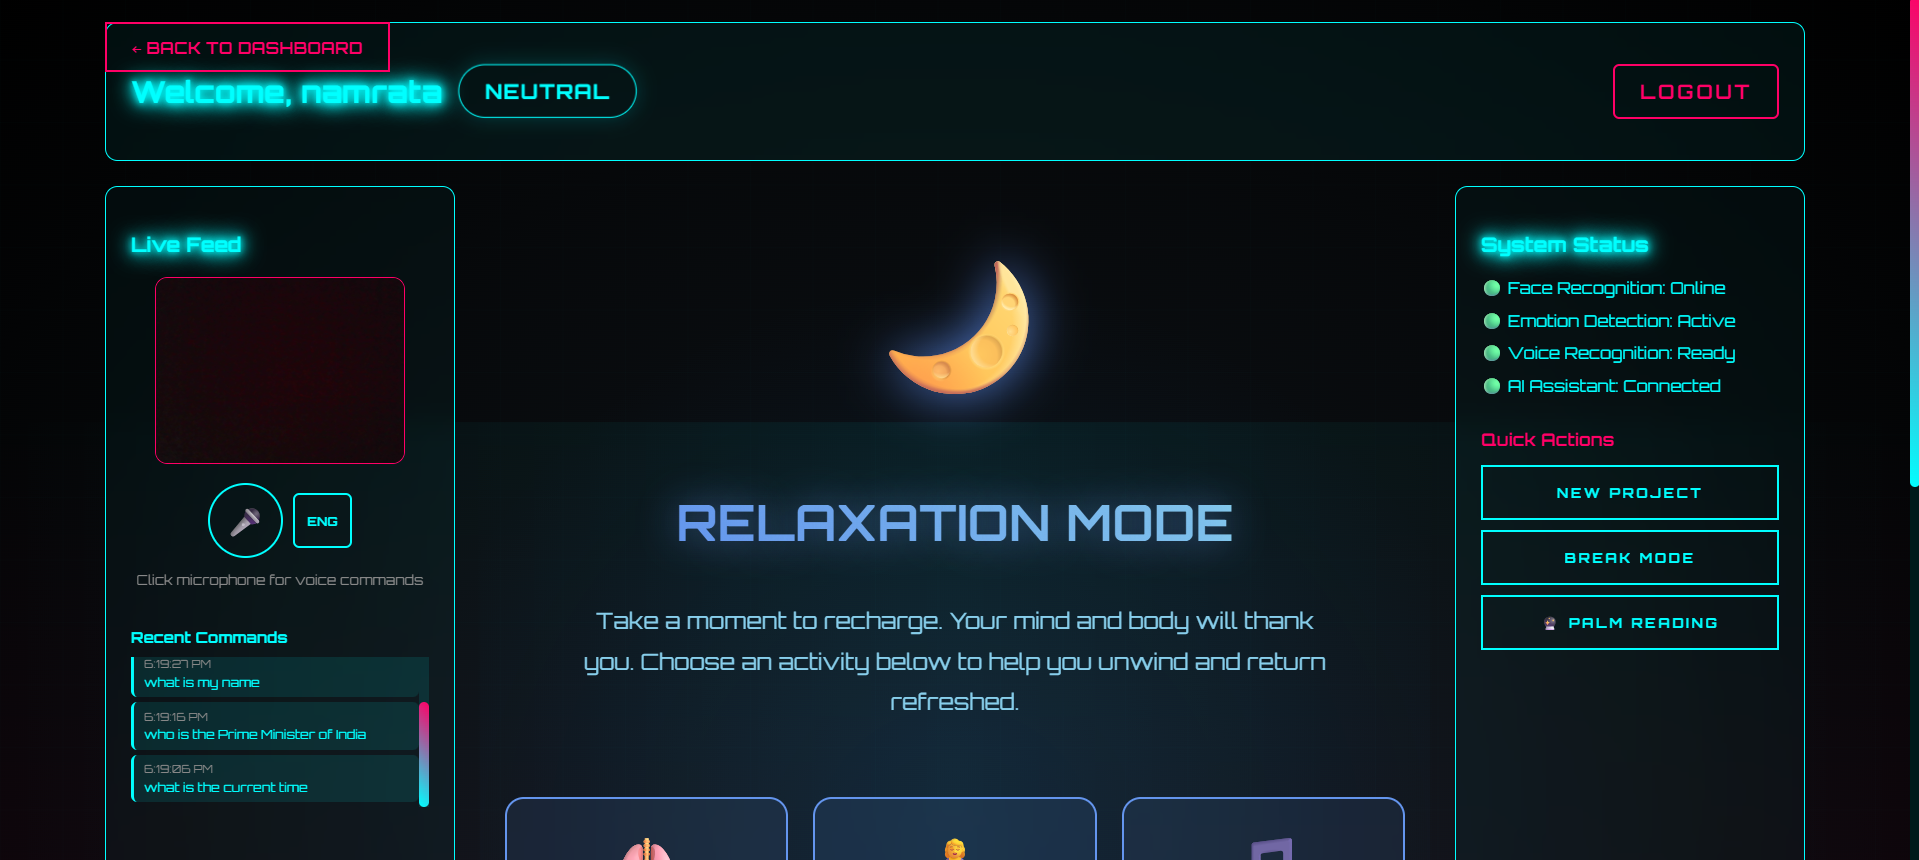 ← BACK TO DASHBOARD
Welcome, namrata
NEUTRAL
LOGOUT
Live Feed
ENG
Click microphone for voice commands
Recent Commands
6:19:27 PM
what is my name
6:19:16 PM
who is the Prime Minister of India
6:19:06 PM
what is the current time
RELAXATION MODE
Take a moment to recharge. Your mind and body will thank
you. Choose an activity below to help you unwind and return
refreshed.
System Status
Face Recognition: Online
Emotion Detection: Active
Voice Recognition: Ready
AI Assistant: Connected
Quick Actions
NEW PROJECT
BREAK MODE
PALM READING